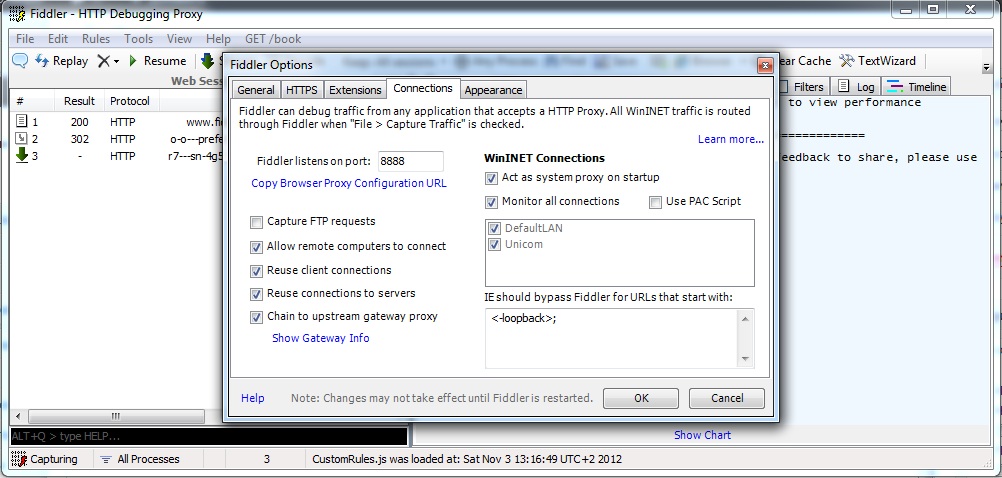 Fiddler - HTTP Debugging Proxy
File Edit Rules Tools View Help GET /book
Replay Resume
ear Cache TextWizard
Fiddler Options
General HTTPS Extensions Connections Appearance
Fiddler can debug traffic from any application that accepts a HTTP Proxy. All WinINET traffic is routed
through Fiddler when "File > Capture Traffic" is checked.
Learn more...
Fiddler listens on port: 8888
Copy Browser Proxy Configuration URL
Capture FTP requests
Allow remote computers to connect
Reuse client connections
Reuse connections to servers
Chain to upstream gateway proxy
Show Gateway Info
WinINET Connections
Act as system proxy on startup
Monitor all connections Use PAC Script
DefaultLAN
Unicom
IE should bypass Fiddler for URLs that start with:
<-loopback>;
Help Note: Changes may not take effect until Fiddler is restarted. OK Cancel
Web Sess
# Result Protocol
1 200 HTTP www.fi
2 302 HTTP o-o---prefe
3 - HTTP r7---sn-4g5
Filters Log Timeline
to view performance
=============
eedback to share, please use
ALT+Q > type HELP...
Show Chart
Capturing All Processes 3 CustomRules.js was loaded at: Sat Nov 3 13:16:49 UTC+2 2012